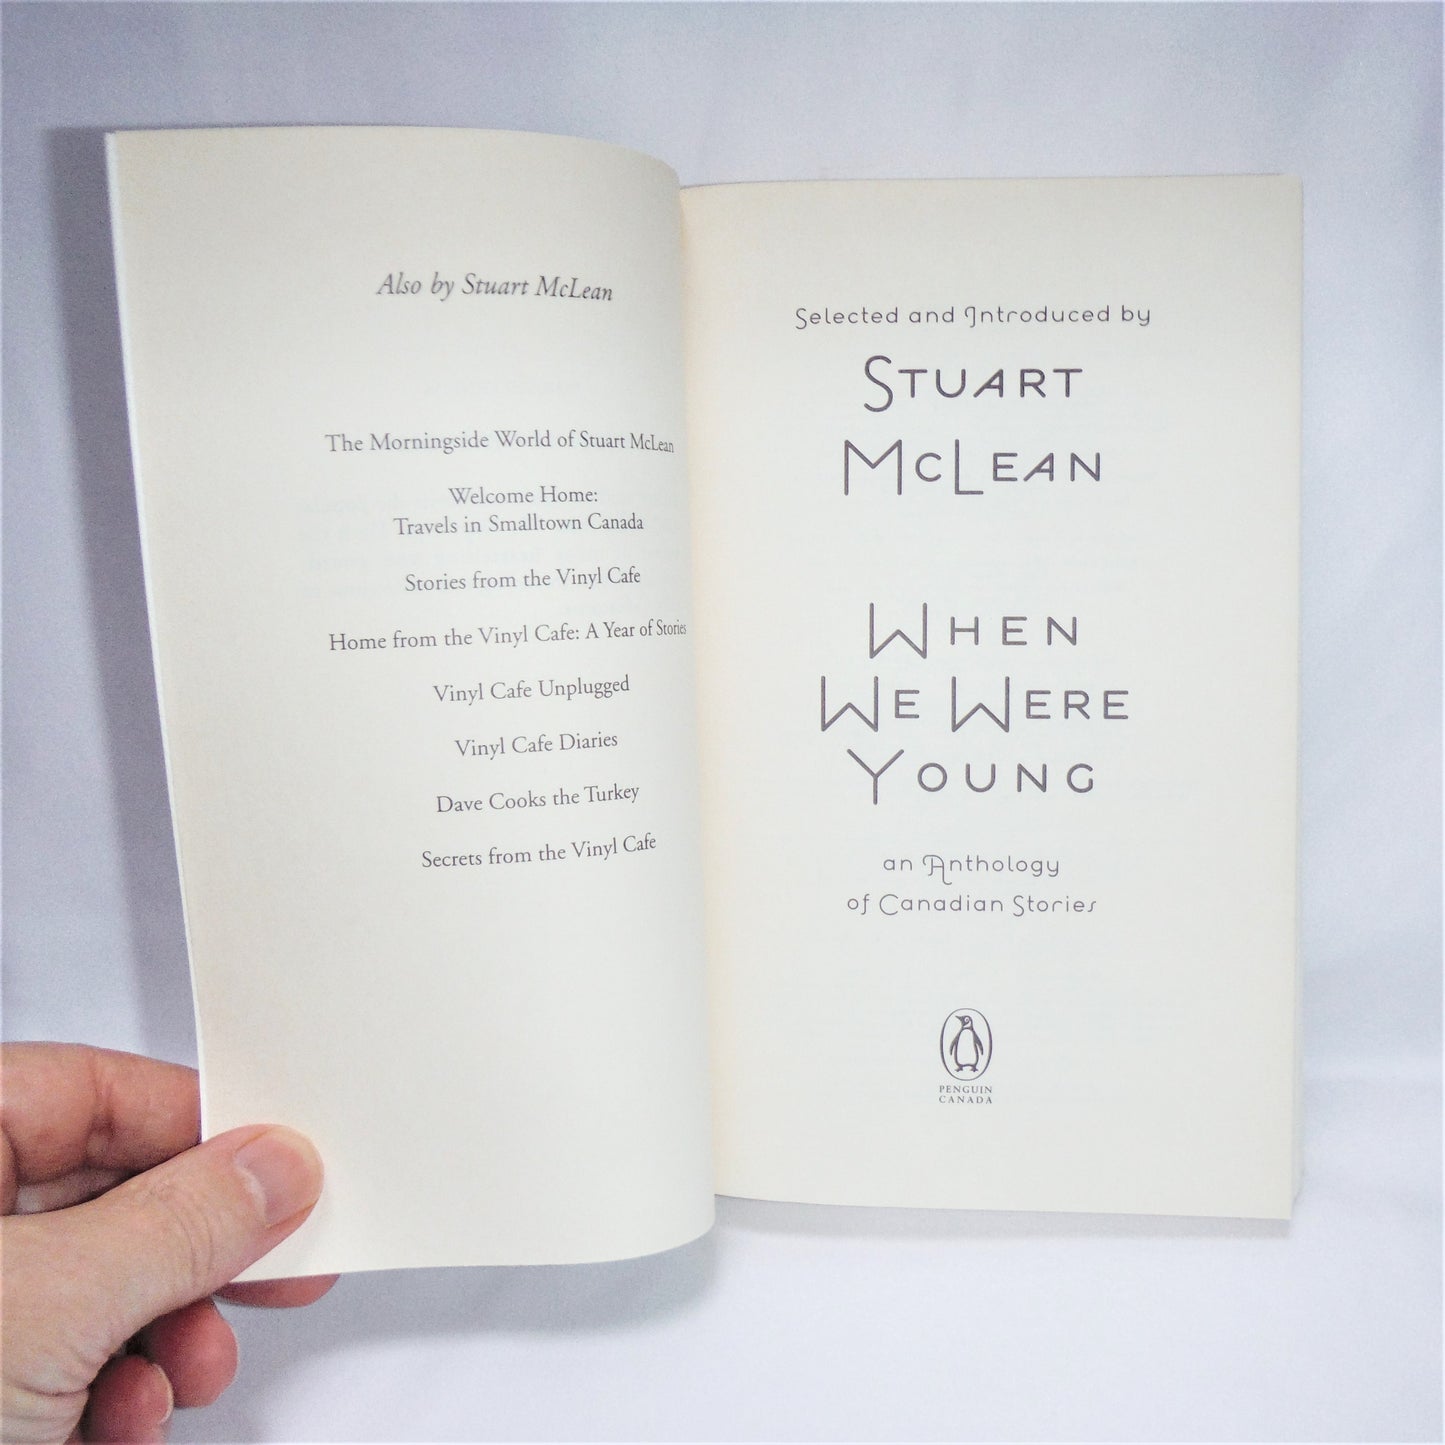 Also by Stuart McLean
The Morningside World of Stuart McLean
Welcome Home:
Travels in Smalltown Canada
Stories from the Vinyl Cafe
Home from the Vinyl Cafe: A Year of Stories
Vinyl Cafe Unplugged
Vinyl Cafe Diaries
Dave Cooks the Turkey
Secrets from the Vinyl Cafe
Selected and Introduced by
STUART
MCLEAN
WHEN
WE WERE
YOUNG
an Anthology
of Canadian Stories
PENGUIN
CANADA